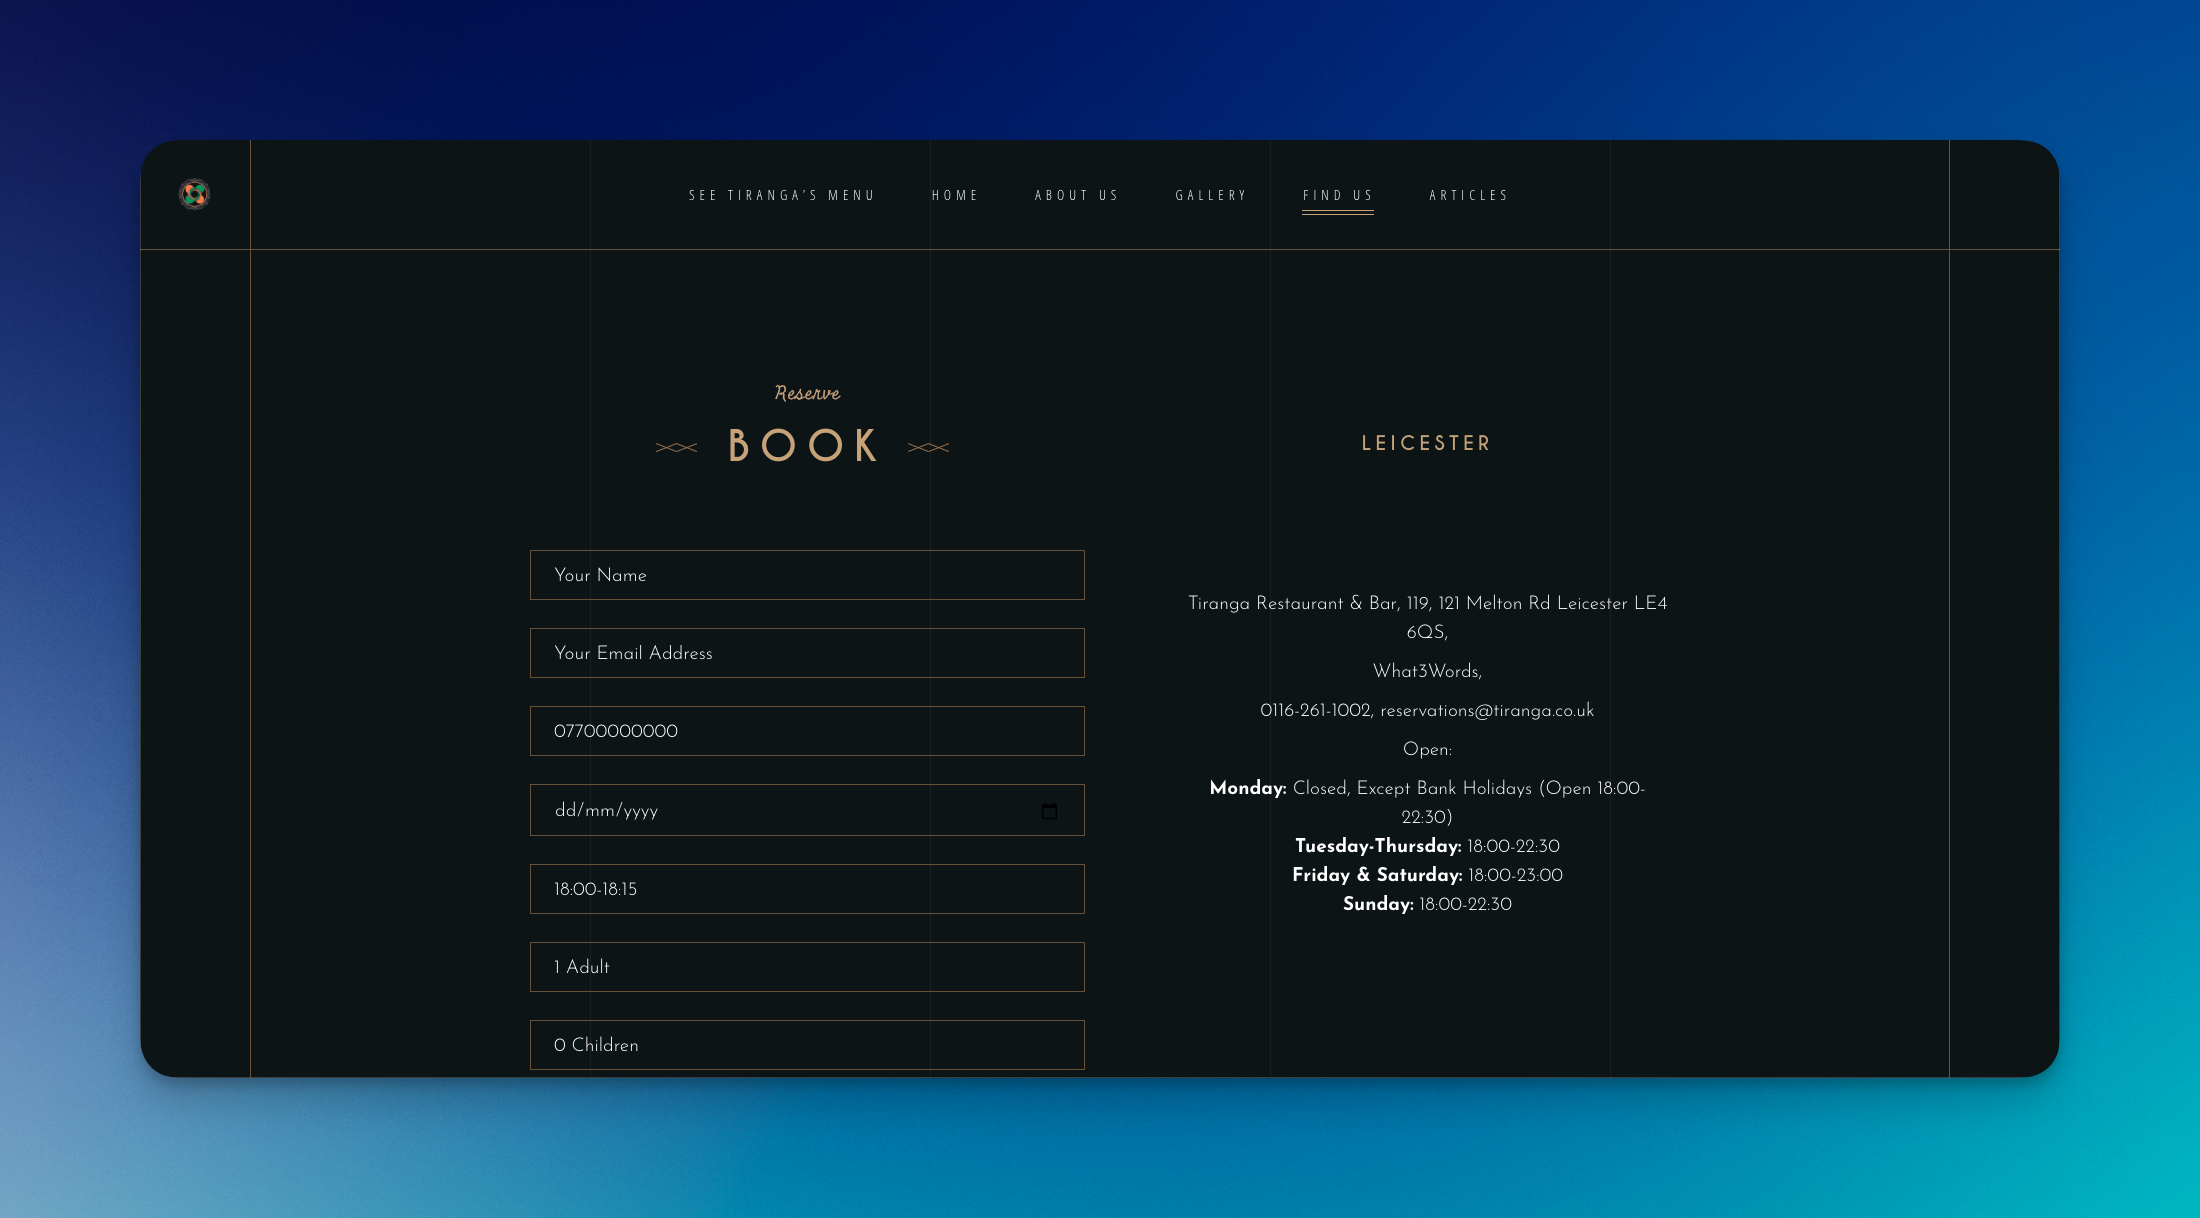 SEE TIRANGA'S MENU
HOME
ABOUT US
GALLERY
FIND US
ARTICLES
Reserve
BOOK
Your Name
Your Email Address
07700000000
dd/mm/yyyy
18:00-18:15
1 Adult
0 Children
LEICESTER
Tiranga Restaurant & Bar, 119, 121 Melton Rd Leicester LE4
6QS,
What3Words,
0116-261-1002, reservations@tiranga.co.uk
Open:
Monday: Closed, Except Bank Holidays (Open 18:00-
22:30)
Tuesday-Thursday: 18:00-22:30
Friday & Saturday: 18:00-23:00
Sunday: 18:00-22:30